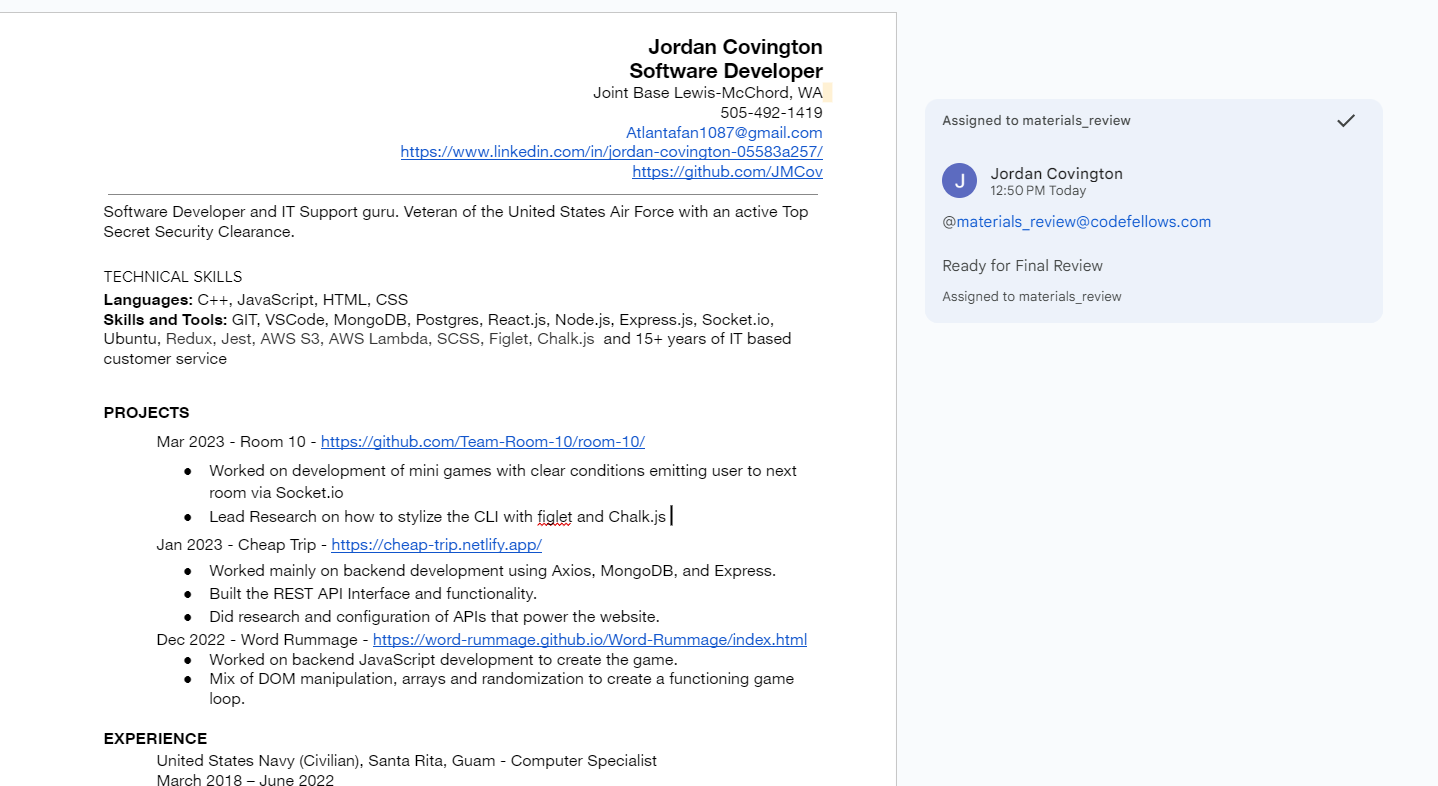 Jordan Covington
Software Developer
Joint Base Lewis-McChord, WA
505-492-1419
Atlantafan1087@gmail.com
https://www.linkedin.com/in/jordan-covington-05583a257/
https://github.com/JMCov
Software Developer and IT Support guru. Veteran of the United States Air Force with an active Top
Secret Security Clearance.
TECHNICAL SKILLS
Languages: C++, JavaScript, HTML, CSS
Skills and Tools: GIT, VSCode, MongoDB, Postgres, React.js, Node.js, Express.js, Socket.io,
Ubuntu, Redux, Jest, AWS S3, AWS Lambda, SCSS, Figlet, Chalk.js  and 15+ years of IT based
customer service
PROJECTS
Mar 2023 - Room 10 - https://github.com/Team-Room-10/room-10/
● Worked on development of mini games with clear conditions emitting user to next
room via Socket.io
● Lead Research on how to stylize the CLI with figlet and Chalk.js
Jan 2023 - Cheap Trip - https://cheap-trip.netlify.app/
● Worked mainly on backend development using Axios, MongoDB, and Express.
● Built the REST API Interface and functionality.
● Did research and configuration of APIs that power the website.
Dec 2022 - Word Rummage - https://word-rummage.github.io/Word-Rummage/index.html
● Worked on backend JavaScript development to create the game.
● Mix of DOM manipulation, arrays and randomization to create a functioning game
loop.
EXPERIENCE
United States Navy (Civilian), Santa Rita, Guam - Computer Specialist
March 2018 – June 2022
Assigned to materials_review
J
Jordan Covington
12:50 PM Today
@materials_review@codefellows.com
Ready for Final Review
Assigned to materials_review